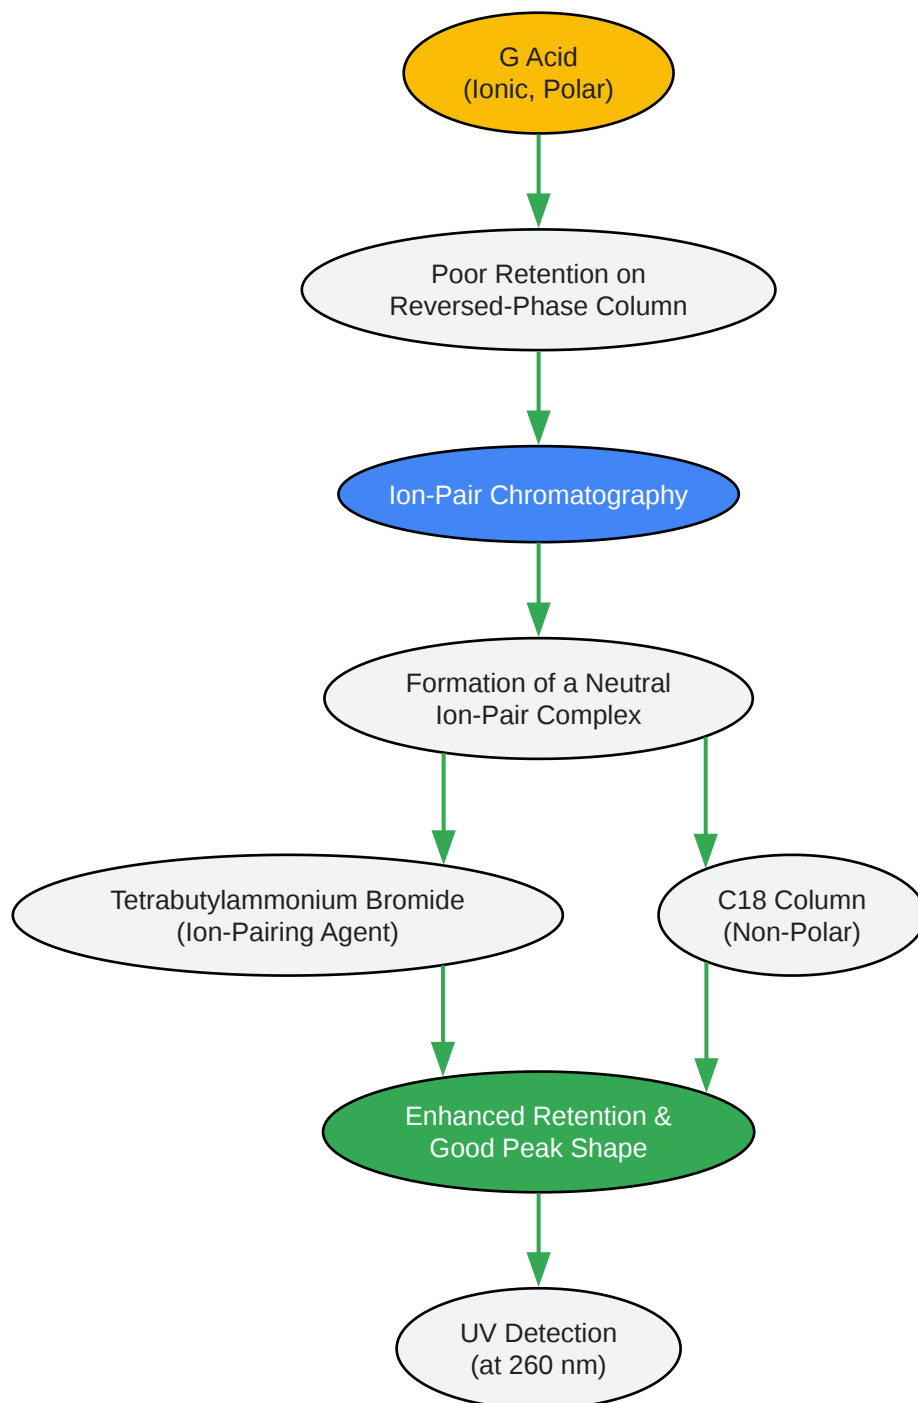 G Acid
(Ionic, Polar)
Poor Retention on
Reversed-Phase Column
Ion-Pair Chromatography
Formation of a Neutral
Ion-Pair Complex
Tetrabutylammonium Bromide
(Ion-Pairing Agent)
C18 Column
(Non-Polar)
Enhanced Retention &
Good Peak Shape
UV Detection
(at 260 nm)